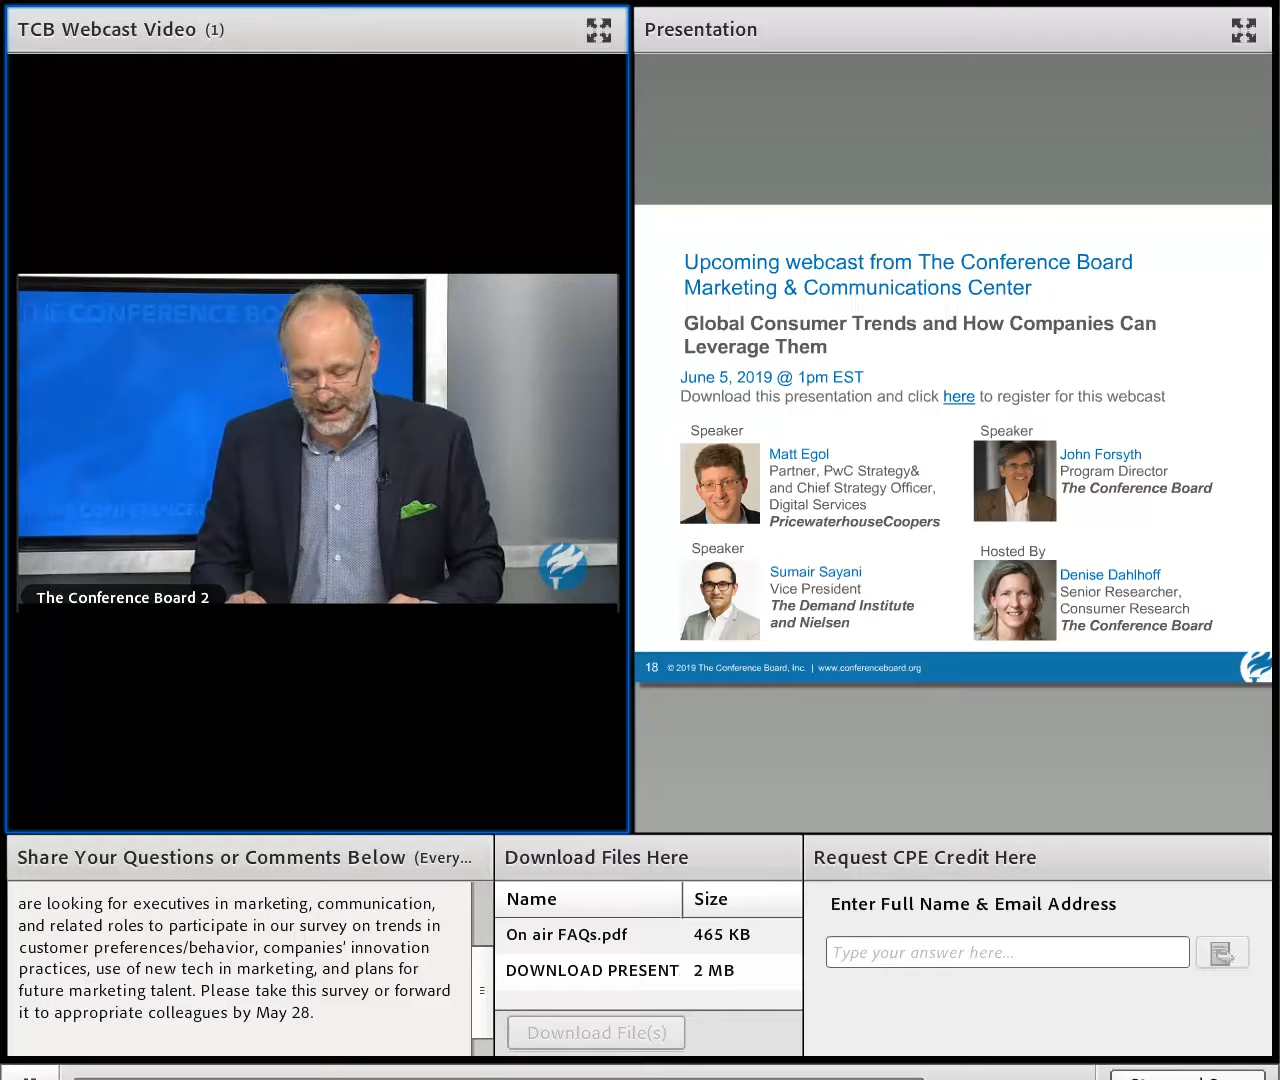 TCB Webcast Video (1)
Presentation
THE CONFERENCE BO
The Conference Board 2
Upcoming webcast from The Conference Board
Marketing & Communications Center
Global Consumer Trends and How Companies Can
Leverage Them
June 5, 2019 @ 1pm EST
Download this presentation and click here to register for this webcast
Speaker
Matt Egol
Partner, PwC Strategy&
and Chief Strategy Officer,
Digital Services
PricewaterhouseCoopers
Speaker
John Forsyth
Program Director
The Conference Board
Speaker
Sumair Sayani
Vice President
The Demand Institute
and Nielsen
Hosted By
Denise Dahlhoff
Senior Researcher,
Consumer Research
The Conference Board
18 © 2019 The Conference Board, Inc. | www.conferenceboard.org
Share Your Questions or Comments Below (Every...
are looking for executives in marketing, communication,
and related roles to participate in our survey on trends in
customer preferences/behavior, companies' innovation
practices, use of new tech in marketing, and plans for
future marketing talent. Please take this survey or forward
it to appropriate colleagues by May 28.
Download Files Here
Name Size
On air FAQs.pdf 465 KB
DOWNLOAD PRESENT 2 MB
Download File(s)
Request CPE Credit Here
Enter Full Name & Email Address
Type your answer here...